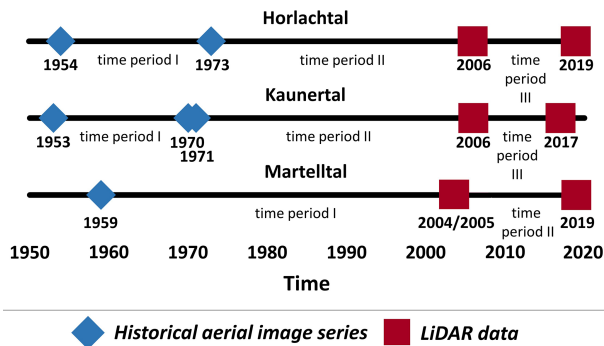 Horlachtal
1954 time period I 1973 time period II 2006 time 2019
period
III
Kaunertal
1953 time period I 1970 time period II 2006 time 2017
1971 period
III
Martelltal
1959 time period I 2004/2005 time 2019
period II
1950 1960 1970 1980 1990 2000 2010 2020
Time
Historical aerial image series LiDAR data